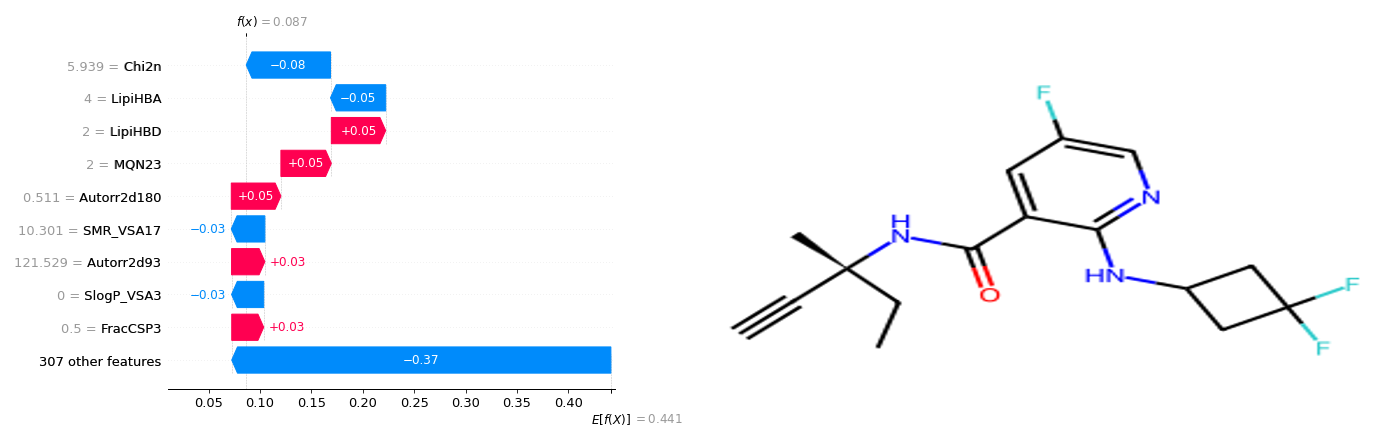 f(x) = 0.087
5.939 = Chi2n −0.08
4 = LipiHBA −0.05
2 = LipiHBD +0.05
2 = MQN23 +0.05
0.511 = Autorr2d180 +0.05
10.301 = SMR_VSA17 −0.03
121.529 = Autorr2d93 +0.03
0 = SlogP_VSA3 −0.03
0.5 = FracCSP3 +0.03
307 other features −0.37
0.05 0.10 0.15 0.20 0.25 0.30 0.35 0.40
E[f(X)] = 0.441
F
N
H
N
HN
O
F
F